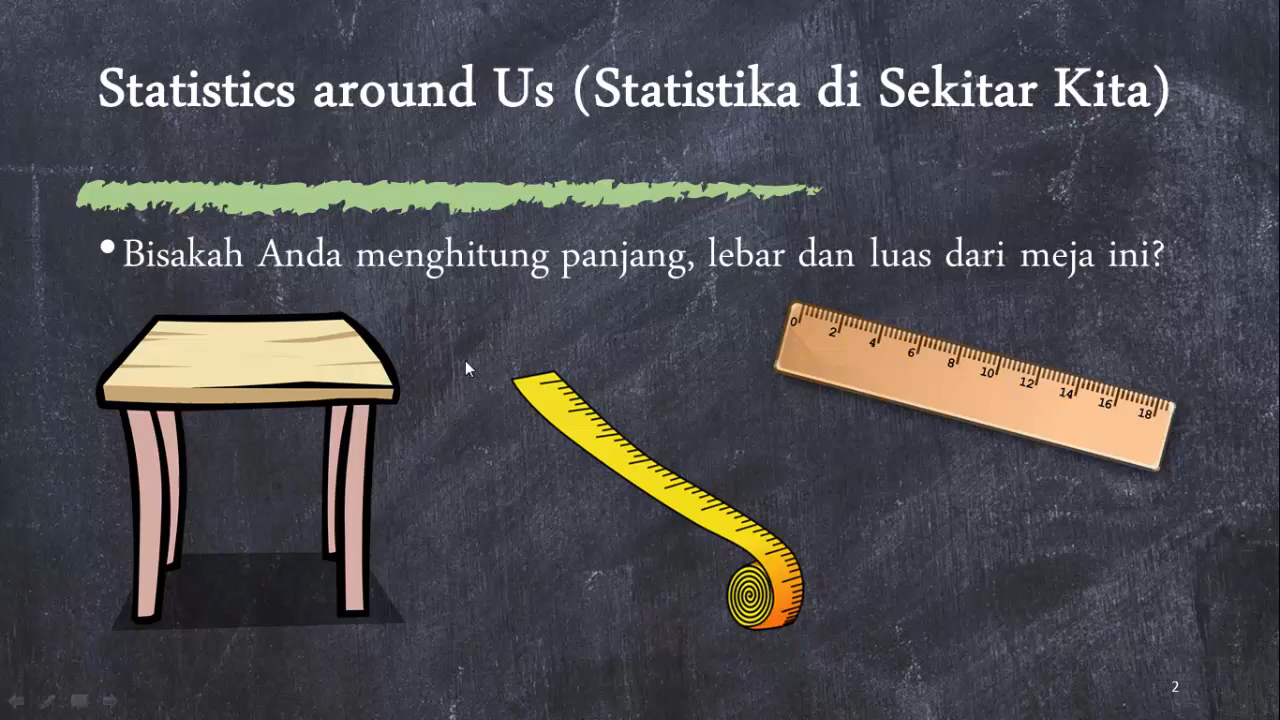 Statistics around Us (Statistika di Sekitar Kita)
•Bisakah Anda menghitung panjang, lebar dan luas dari meja ini?
0 2 4 6 8 10 12 14 16 18
2